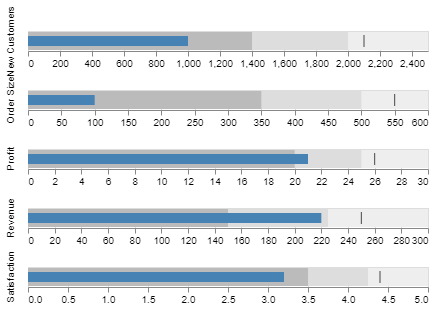 New Customers
0 200 400 600 800 1,000 1,200 1,400 1,600 1,800 2,000 2,200 2,400
Order Size
0 50 100 150 200 250 300 350 400 450 500 550 600
Profit
0 2 4 6 8 10 12 14 16 18 20 22 24 26 28 30
Revenue
0 20 40 60 80 100 120 140 160 180 200 220 240 260 280 300
Satisfaction
0.0 0.5 1.0 1.5 2.0 2.5 3.0 3.5 4.0 4.5 5.0